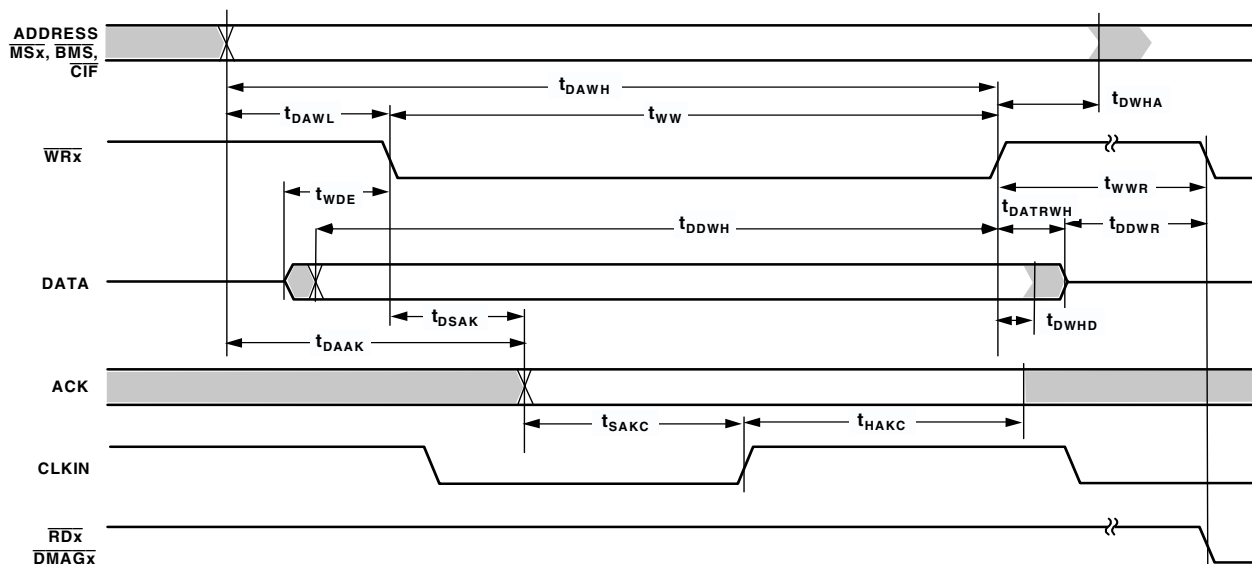 ADDRESS
MSx, BMS,
CIF
tDAWH
tDWHA
tDAWL
tWW
WRx
tWDE
tWWR
tDATRWH
tDDWH
tDDWR
DATA
tDSAK
tDWHD
tDAAK
ACK
tSAKC
tHAKC
CLKIN
RDx
DMAGx